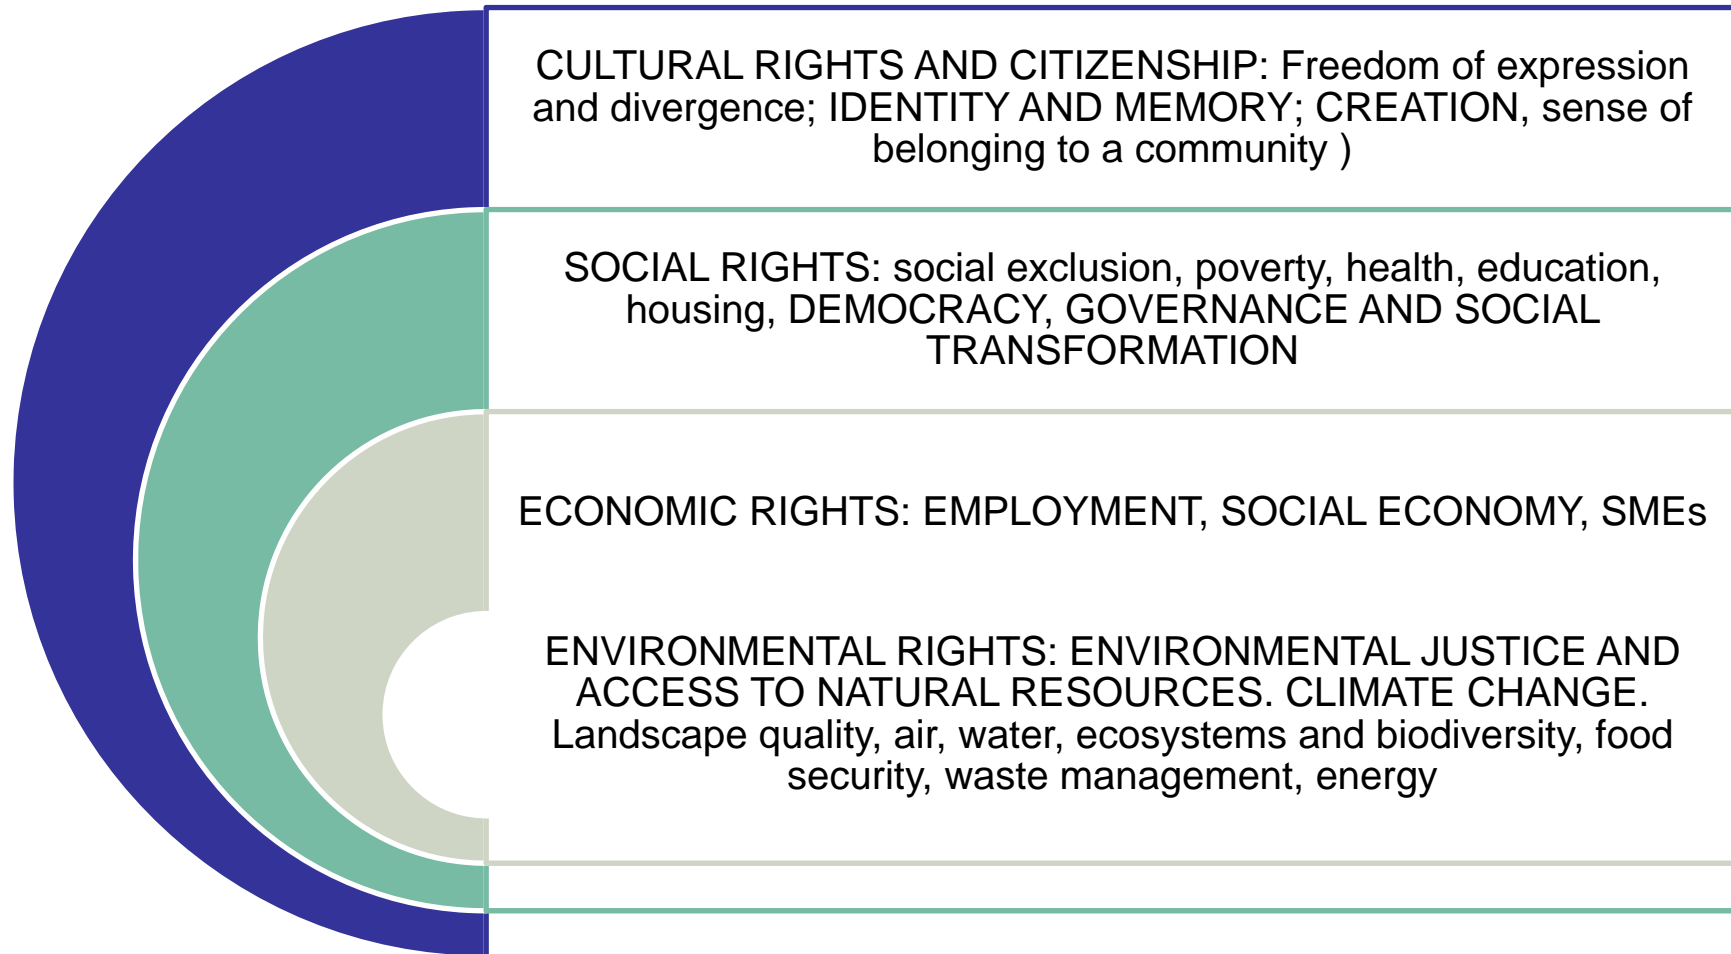 CULTURAL RIGHTS AND CITIZENSHIP: Freedom of expression
and divergence; IDENTITY AND MEMORY; CREATION, sense of
belonging to a community )
SOCIAL RIGHTS: social exclusion, poverty, health, education,
housing, DEMOCRACY, GOVERNANCE AND SOCIAL
TRANSFORMATION
ECONOMIC RIGHTS: EMPLOYMENT, SOCIAL ECONOMY, SMEs
ENVIRONMENTAL RIGHTS: ENVIRONMENTAL JUSTICE AND
ACCESS TO NATURAL RESOURCES. CLIMATE CHANGE.
Landscape quality, air, water, ecosystems and biodiversity, food
security, waste management, energy